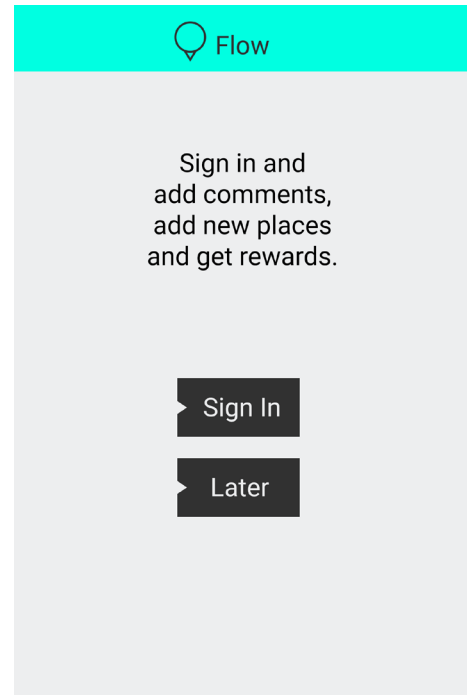 Flow
Sign in and
add comments,
add new places
and get rewards.
Sign In
Later